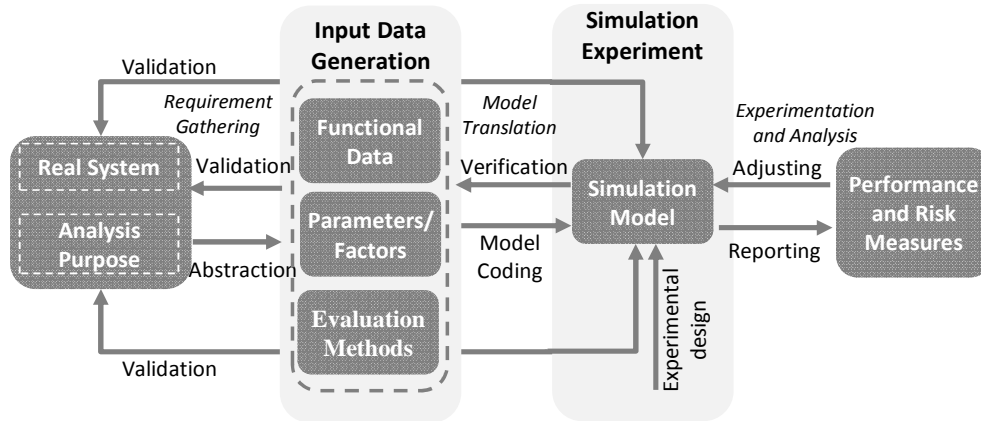 Input Data
Generation
Simulation
Experiment
Validation
Requirement
Gathering
Model
Translation
Experimentation
and Analysis
Real System
Analysis
Purpose
Validation
Abstraction
Functional
Data
Parameters/
Factors
Evaluation
Methods
Verification
Model
Coding
Simulation
Model
Adjusting
Reporting
Performance
and Risk
Measures
Validation
Experimental
design